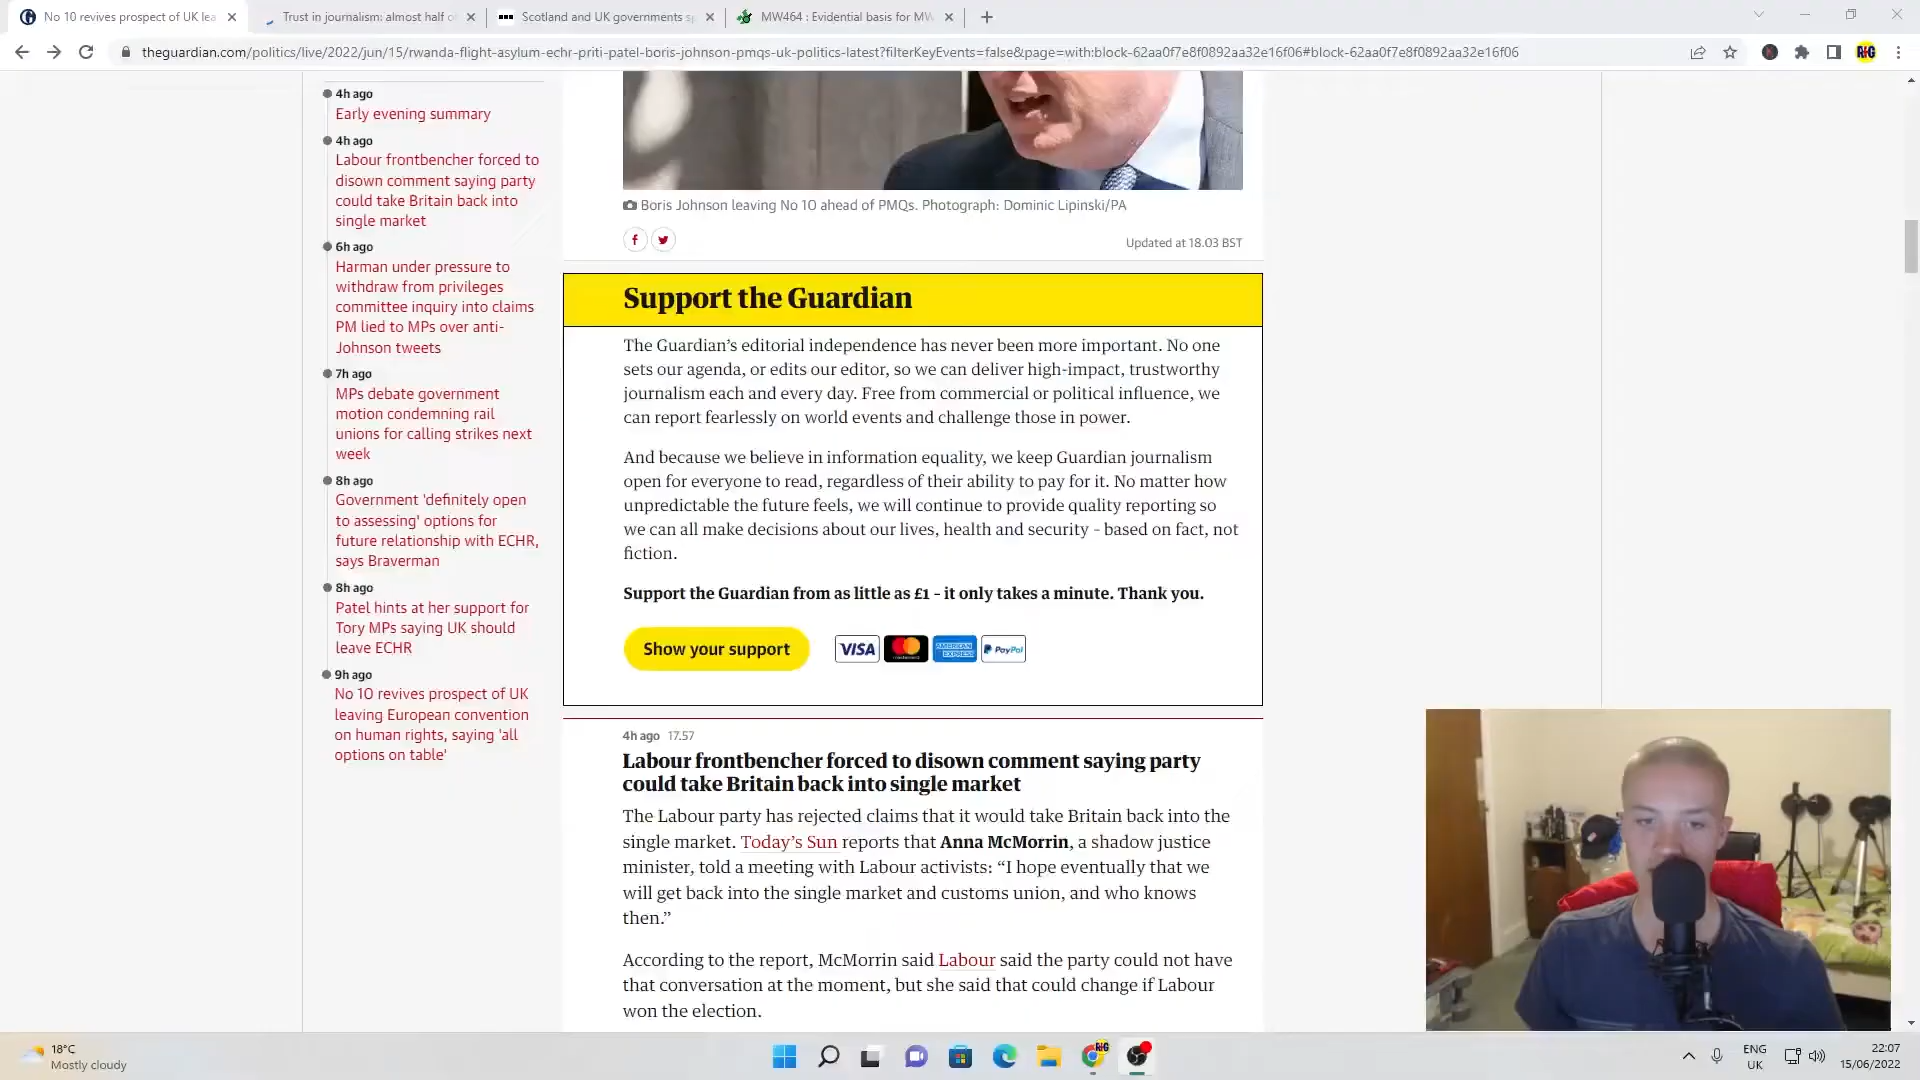 No 10 revives prospect of UK lea
Trust in journalism: almost half o
Scotland and UK governments s
MW464 : Evidential basis for MW
theguardian.com/politics/live/2022/jun/15/rwanda-flight-asylum-echr-priti-patel-boris-johnson-pmqs-uk-politics-latest?filterKeyEvents=false&page=with:block-62aa0f7e8f0892aa32e16f06#block-62aa0f7e8f0892aa32e16f06
4h ago
Early evening summary
4h ago
Labour frontbencher forced to
disown comment saying party
could take Britain back into
single market
6h ago
Harman under pressure to
withdraw from privileges
committee inquiry into claims
PM lied to MPs over anti-
Johnson tweets
7h ago
MPs debate government
motion condemning rail
unions for calling strikes next
week
8h ago
Government 'definitely open
to assessing' options for
future relationship with ECHR,
says Braverman
8h ago
Patel hints at her support for
Tory MPs saying UK should
leave ECHR
9h ago
No 10 revives prospect of UK
leaving European convention
on human rights, saying 'all
options on table'
Boris Johnson leaving No 10 ahead of PMQs. Photograph: Dominic Lipinski/PA
Updated at 18.03 BST
Support the Guardian
The Guardian’s editorial independence has never been more important. No one
sets our agenda, or edits our editor, so we can deliver high-impact, trustworthy
journalism each and every day. Free from commercial or political influence, we
can report fearlessly on world events and challenge those in power.
And because we believe in information equality, we keep Guardian journalism
open for everyone to read, regardless of their ability to pay for it. No matter how
unpredictable the future feels, we will continue to provide quality reporting so
we can all make decisions about our lives, health and security – based on fact, not
fiction.
Support the Guardian from as little as £1 – it only takes a minute. Thank you.
Show your support
VISA
AMERICAN EXPRESS
PayPal
4h ago 17.57
Labour frontbencher forced to disown comment saying party
could take Britain back into single market
The Labour party has rejected claims that it would take Britain back into the
single market. Today’s Sun reports that Anna McMorrin, a shadow justice
minister, told a meeting with Labour activists: “I hope eventually that we
will get back into the single market and customs union, and who knows
then.”
According to the report, McMorrin said Labour said the party could not have
that conversation at the moment, but she said that could change if Labour
won the election.
18°C
Mostly cloudy
ENG
UK
22:07
15/06/2022